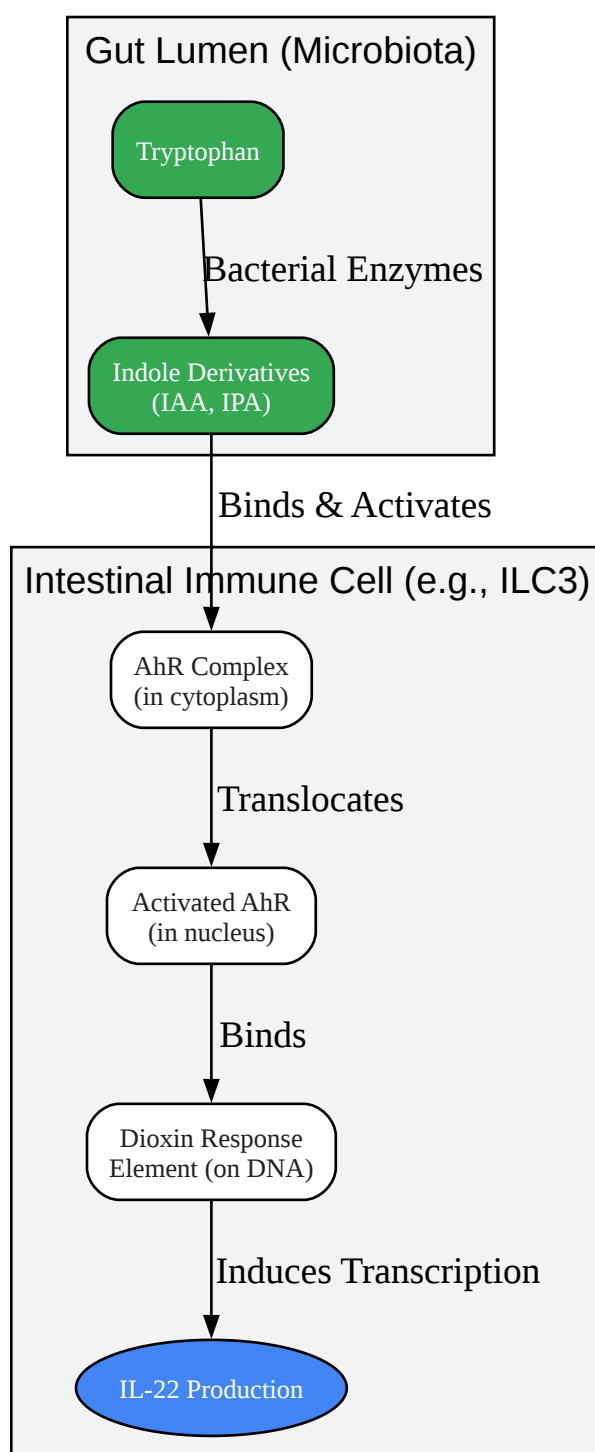 Gut Lumen (Microbiota)
Tryptophan
Bacterial Enzymes
Indole Derivatives
(IAA, IPA)
Binds & Activates
Intestinal Immune Cell (e.g., ILC3)
AhR Complex
(in cytoplasm)
Translocates
Activated AhR
(in nucleus)
Binds
Dioxin Response
Element (on DNA)
Induces Transcription
IL-22 Production